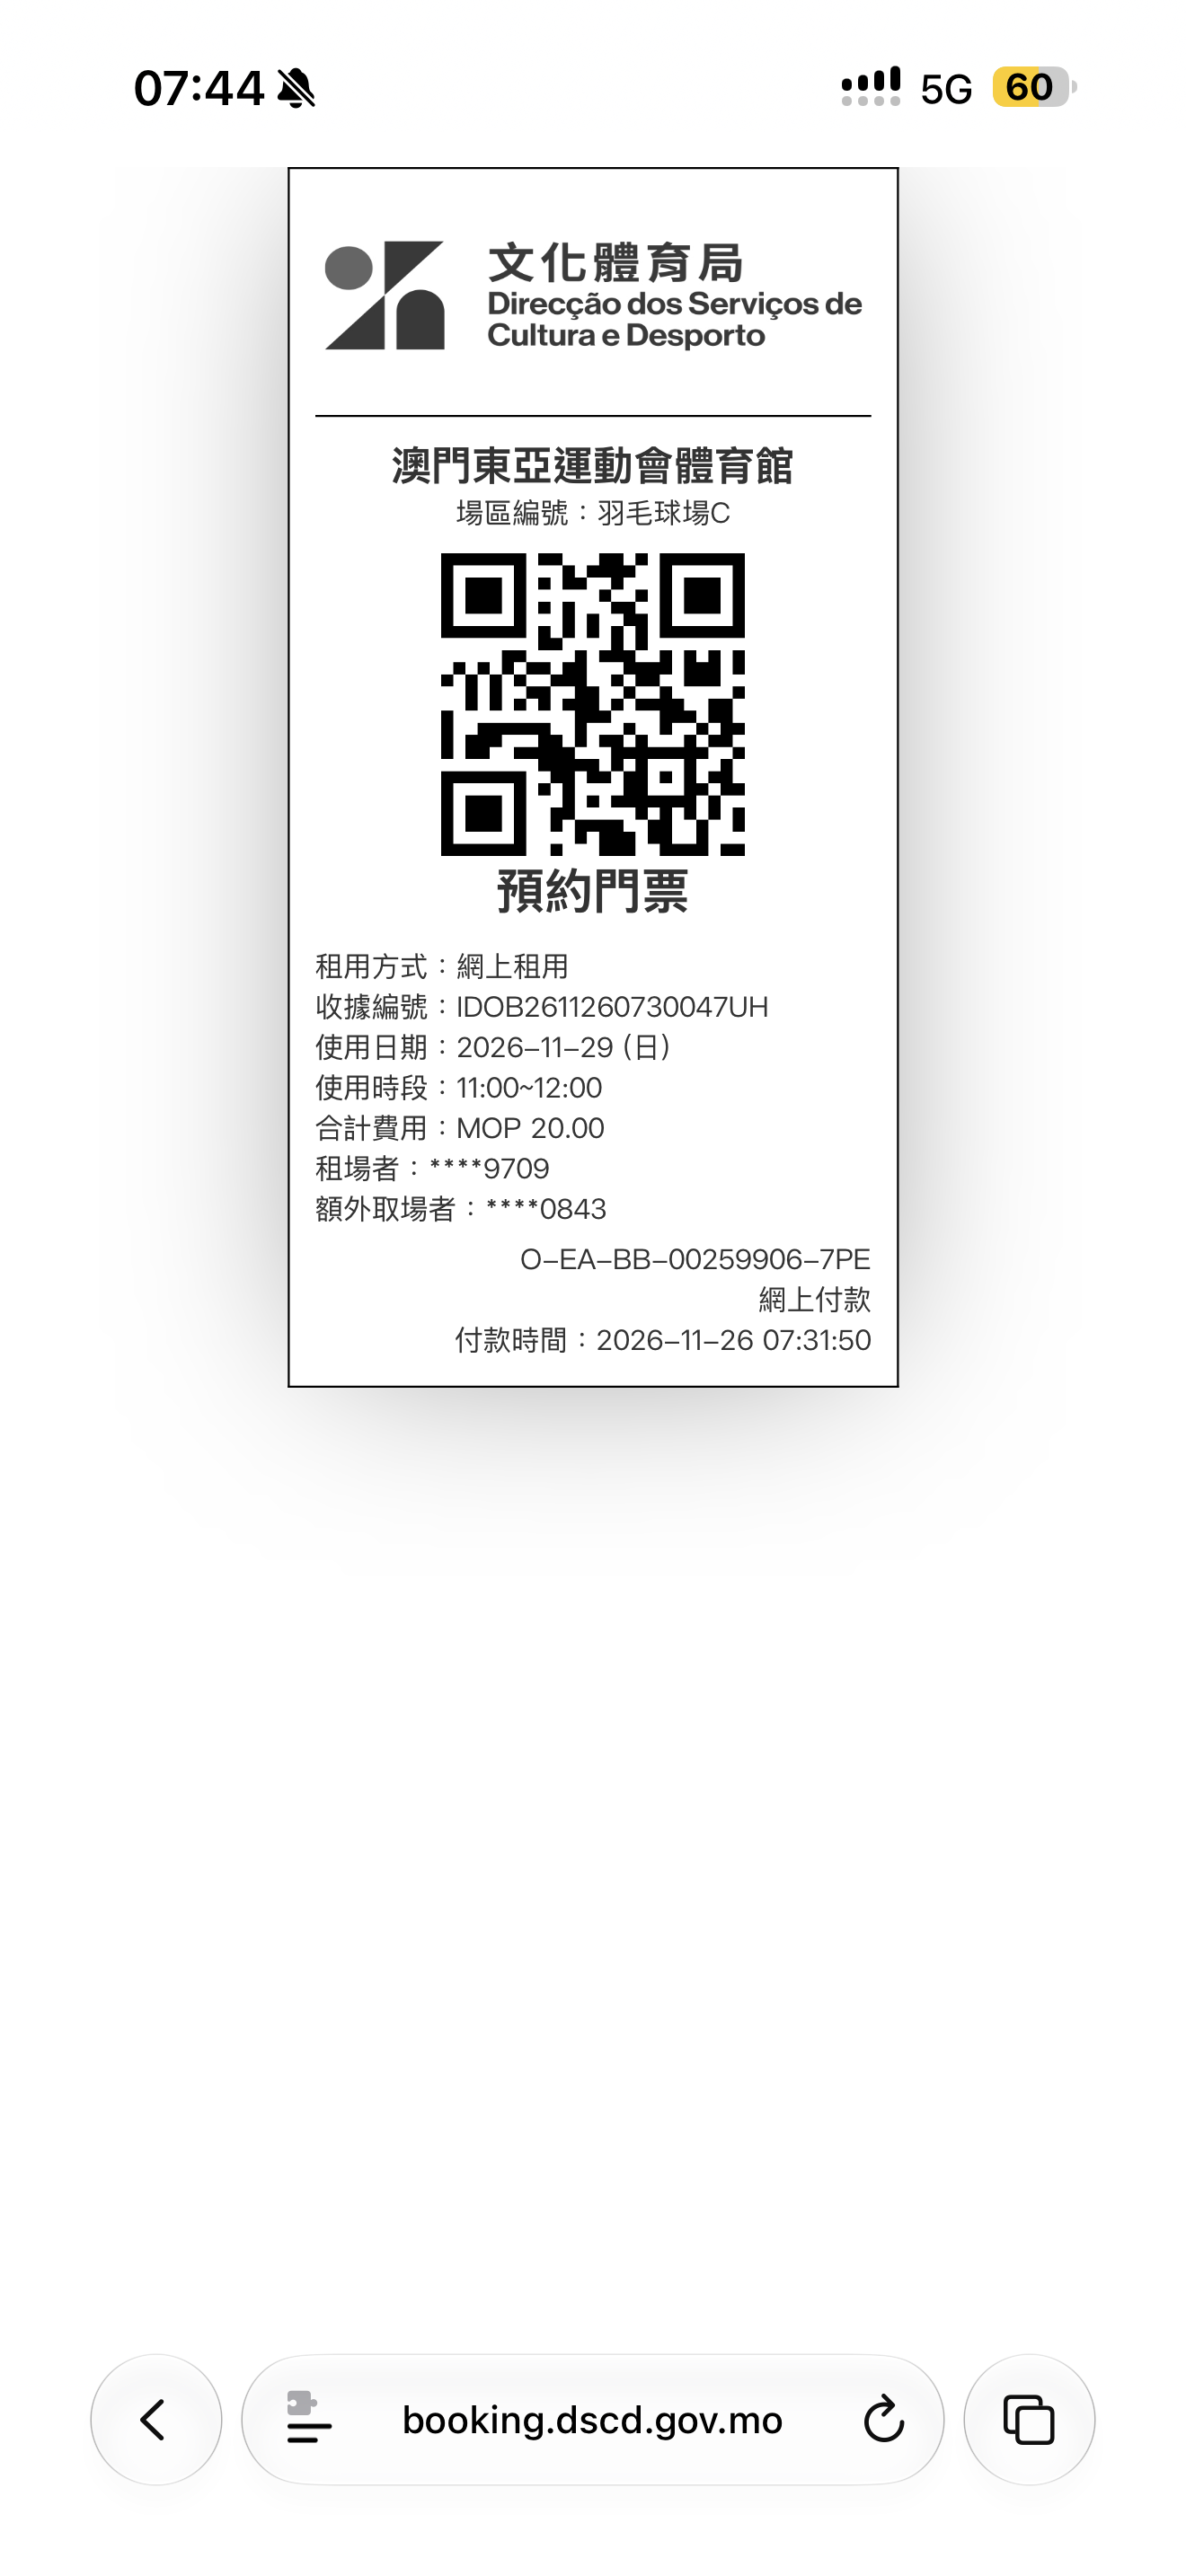 07:44
5G
60
文化體育局
Direcção dos Serviços de
Cultura e Desporto
澳門東亞運動會體育館
場區編號：羽毛球場C
預約門票
租用方式：網上租用
收據編號：IDOB2611260730047UH
使用日期：2026-11-29 (日)
使用時段：11:00~12:00
合計費用：MOP 20.00
租場者：****9709
額外取場者：****0843
O-EA-BB-00259906-7PE
網上付款
付款時間：2026-11-26 07:31:50
booking.dscd.gov.mo